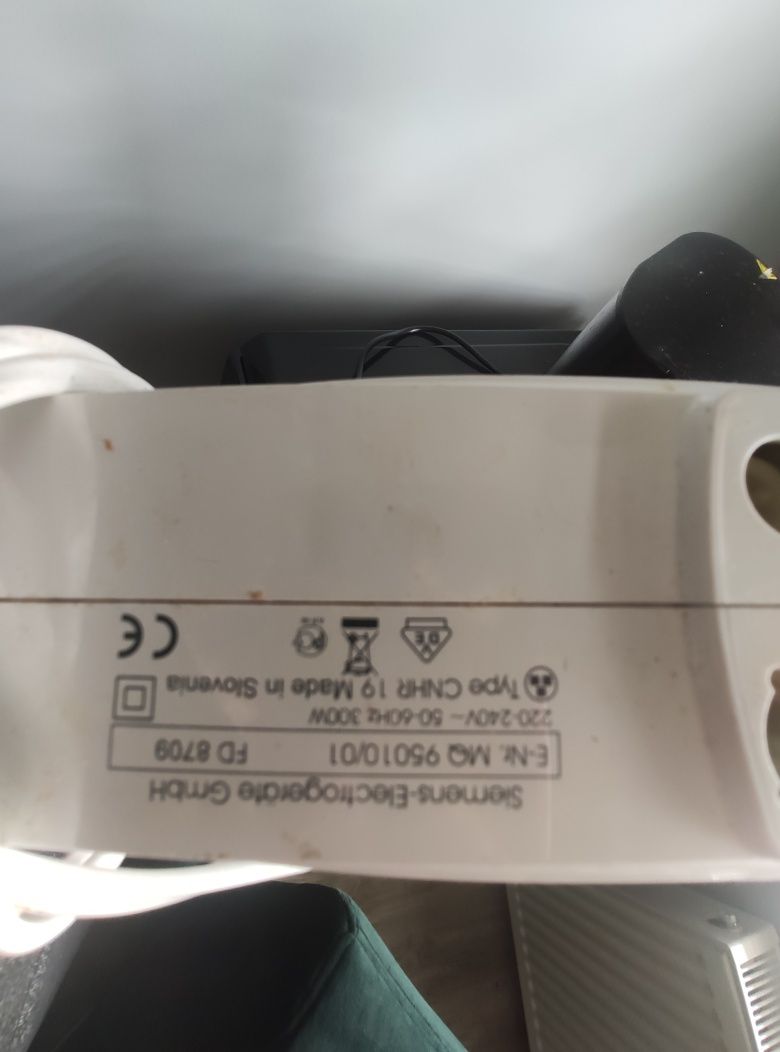 Siemens-Electrogeräte GmbH
E-Nr. MQ 95010/01 FD 8709
220-240V ~ 50-60Hz 300W
Type CNHR 19 Made in Slovenia
VDE
CE